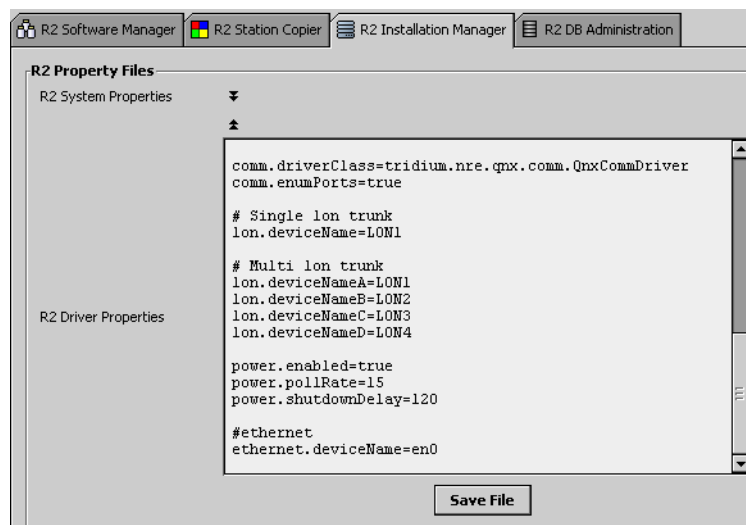 R2 Software Manager R2 Station Copier R2 Installation Manager R2 DB Administration
R2 Property Files
R2 System Properties
comm.driverClass=tridium.nre.qnx.comm.QnxCommDriver
comm.enumPorts=true
# Single lon trunk
lon.deviceName=LON1
# Multi lon trunk
lon.deviceNameA=LON1
lon.deviceNameB=LON2
lon.deviceNameC=LON3
R2 Driver Properties
lon.deviceNameD=LON4
power.enabled=true
power.pollRate=15
power.shutdownDelay=120
#ethernet
ethernet.deviceName=en0
Save File